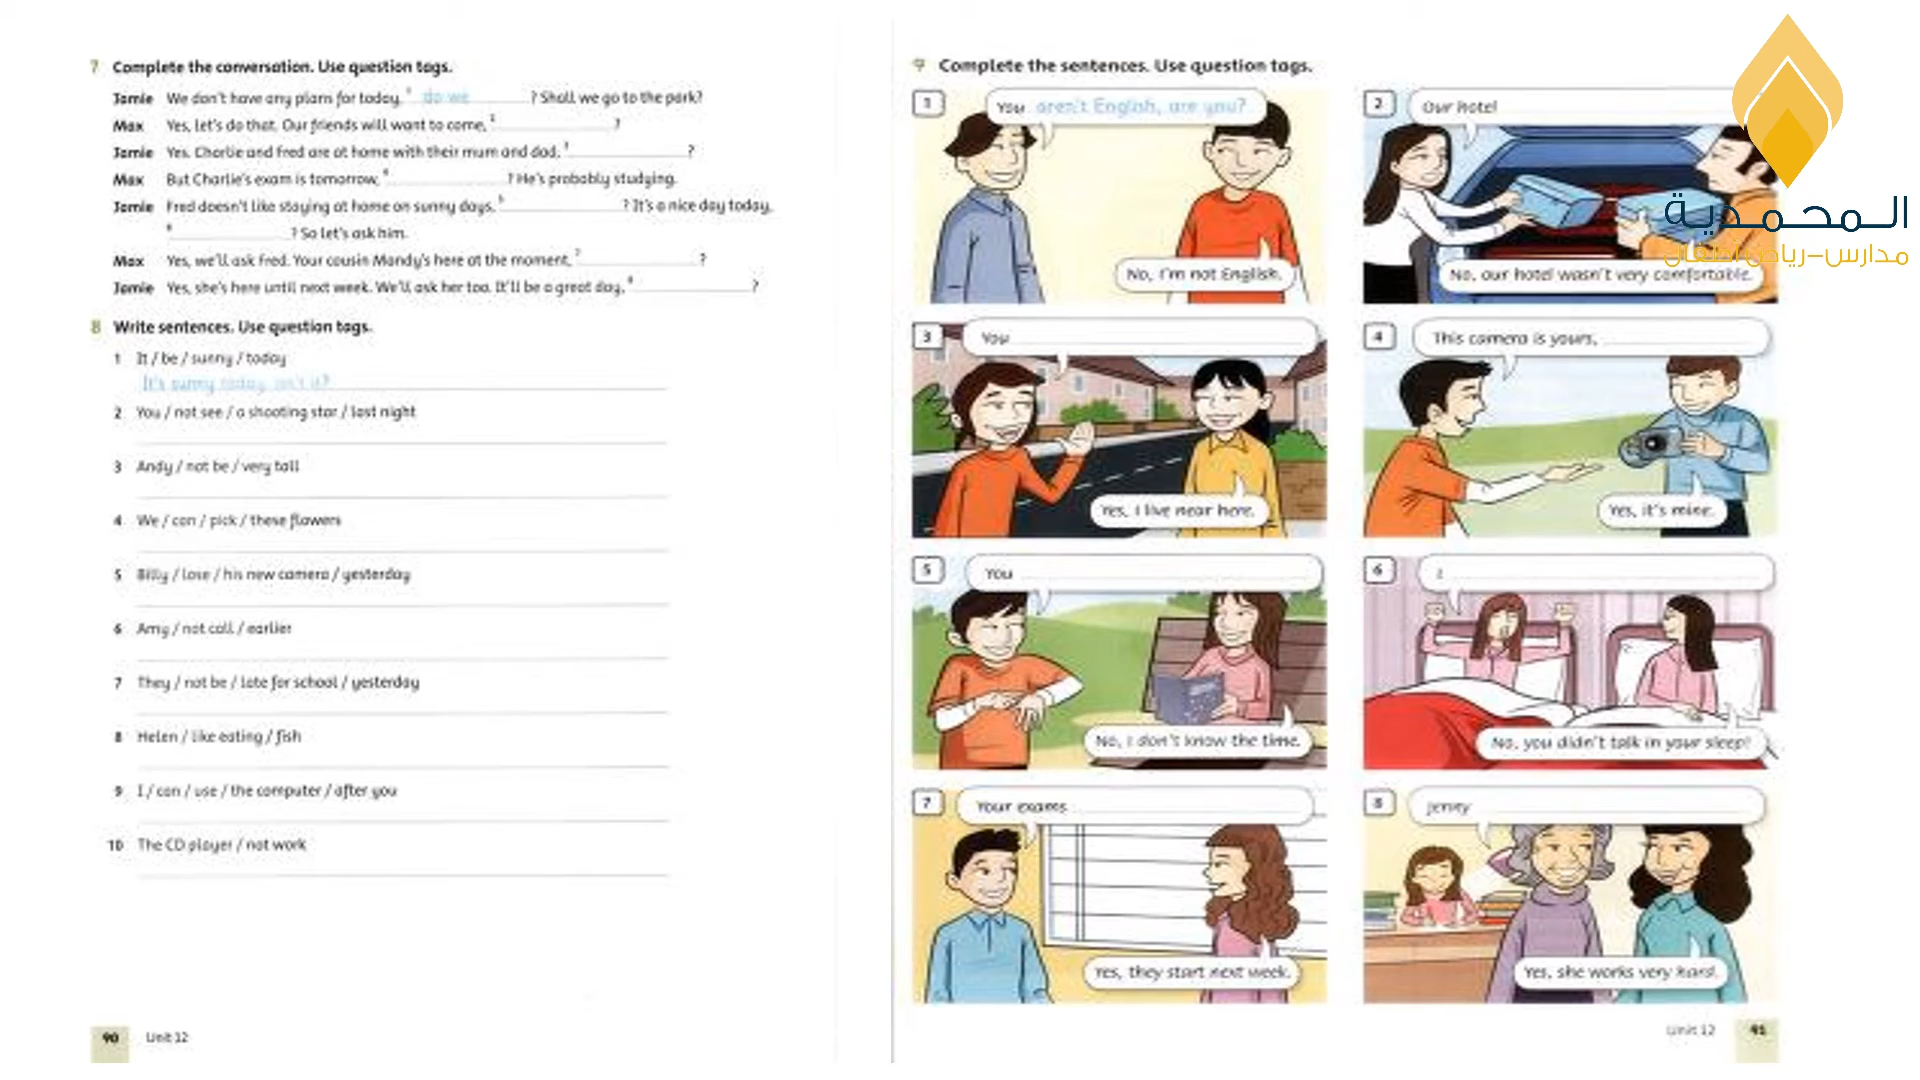 7 Complete the conversation. Use question tags.
Jamie We don't have any plans for today, 1 do we ? Shall we go to the park?
Max Yes, let's do that. Our friends will want to come, 2 ?
Jamie Yes. Charlie and Fred are at home with their mum and dad, 3 ?
Max But Charlie's exam is tomorrow, 4 ? He's probably studying.
Jamie Fred doesn't like staying at home on sunny days, 5 ? It's a nice day today,
6 ? So let's ask him.
Max Yes, we'll ask Fred. Your cousin Mandy's here at the moment, 7 ?
Jamie Yes, she's here until next week. We'll ask her too. It'll be a great day, 8 ?
8 Write sentences. Use question tags.
1 It / be / sunny / today
It's sunny today, isn't it?
2 You / not see / a shooting star / last night
3 Andy / not be / very tall
4 We / can / pick / these flowers
5 Billy / lose / his new camera / yesterday
6 Amy / not call / earlier
7 They / not be / late for school / yesterday
8 Helen / like eating / fish
9 I / can / use / the computer / after you
10 The CD player / not work
90 Unit 12
9 Complete the sentences. Use question tags.
1 You aren't English, are you?
No, I'm not English.
2 Our hotel
No, our hotel wasn't very comfortable.
3 You
Yes, I live near here.
4 This camera is yours,
Yes, it's mine.
5 You
No, I don't know the time.
6 I
No, you didn't talk in your sleep!
7 Your exams
Yes, they start next week.
8 Jenny
Yes, she works very hard.
Unit 12 91
المحمدية
مدارس-رياض اطفال